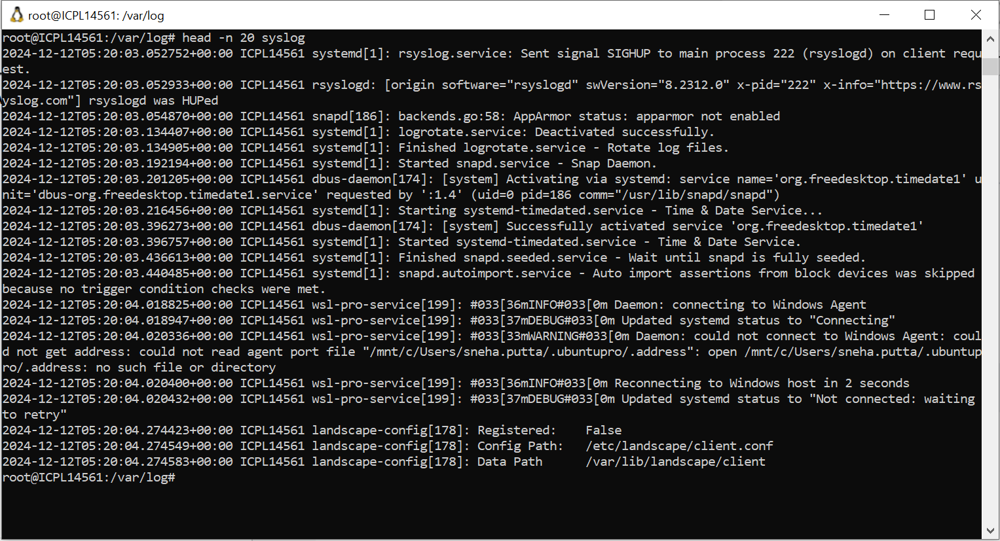 root@ICPL14561: /var/log
root@ICPL14561:/var/log# head -n 20 syslog
2024-12-12T05:20:03.052752+00:00 ICPL14561 systemd[1]: rsyslog.service: Sent signal SIGHUP to main process 222 (rsyslogd) on client requ
est.
2024-12-12T05:20:03.052933+00:00 ICPL14561 rsyslogd: [origin software="rsyslogd" swVersion="8.2312.0" x-pid="222" x-info="https://www.rs
yslog.com"] rsyslogd was HUPed
2024-12-12T05:20:03.054870+00:00 ICPL14561 snapd[186]: backends.go:58: AppArmor status: apparmor not enabled
2024-12-12T05:20:03.134407+00:00 ICPL14561 systemd[1]: logrotate.service: Deactivated successfully.
2024-12-12T05:20:03.134905+00:00 ICPL14561 systemd[1]: Finished logrotate.service - Rotate log files.
2024-12-12T05:20:03.192194+00:00 ICPL14561 systemd[1]: Started snapd.service - Snap Daemon.
2024-12-12T05:20:03.201205+00:00 ICPL14561 dbus-daemon[174]: [system] Activating via systemd: service name='org.freedesktop.timedate1' u
nit='dbus-org.freedesktop.timedate1.service' requested by ':1.4' (uid=0 pid=186 comm="/usr/lib/snapd/snapd")
2024-12-12T05:20:03.216456+00:00 ICPL14561 systemd[1]: Starting systemd-timedated.service - Time & Date Service...
2024-12-12T05:20:03.396273+00:00 ICPL14561 dbus-daemon[174]: [system] Successfully activated service 'org.freedesktop.timedate1'
2024-12-12T05:20:03.396757+00:00 ICPL14561 systemd[1]: Started systemd-timedated.service - Time & Date Service.
2024-12-12T05:20:03.436613+00:00 ICPL14561 systemd[1]: Finished snapd.seeded.service - Wait until snapd is fully seeded.
2024-12-12T05:20:03.440485+00:00 ICPL14561 systemd[1]: snapd.autoimport.service - Auto import assertions from block devices was skipped
because no trigger condition checks were met.
2024-12-12T05:20:04.018825+00:00 ICPL14561 wsl-pro-service[199]: #033[36mINFO#033[0m Daemon: connecting to Windows Agent
2024-12-12T05:20:04.018947+00:00 ICPL14561 wsl-pro-service[199]: #033[37mDEBUG#033[0m Updated systemd status to "Connecting"
2024-12-12T05:20:04.020336+00:00 ICPL14561 wsl-pro-service[199]: #033[33mWARNING#033[0m Daemon: could not connect to Windows Agent: coul
d not get address: could not read agent port file "/mnt/c/Users/sneha.putta/.ubuntupro/.address": open /mnt/c/Users/sneha.putta/.ubuntup
ro/.address: no such file or directory
2024-12-12T05:20:04.020400+00:00 ICPL14561 wsl-pro-service[199]: #033[36mINFO#033[0m Reconnecting to Windows host in 2 seconds
2024-12-12T05:20:04.020432+00:00 ICPL14561 wsl-pro-service[199]: #033[37mDEBUG#033[0m Updated systemd status to "Not connected: waiting
to retry"
2024-12-12T05:20:04.274423+00:00 ICPL14561 landscape-config[178]: Registered:    False
2024-12-12T05:20:04.274549+00:00 ICPL14561 landscape-config[178]: Config Path:   /etc/landscape/client.conf
2024-12-12T05:20:04.274583+00:00 ICPL14561 landscape-config[178]: Data Path      /var/lib/landscape/client
root@ICPL14561:/var/log#